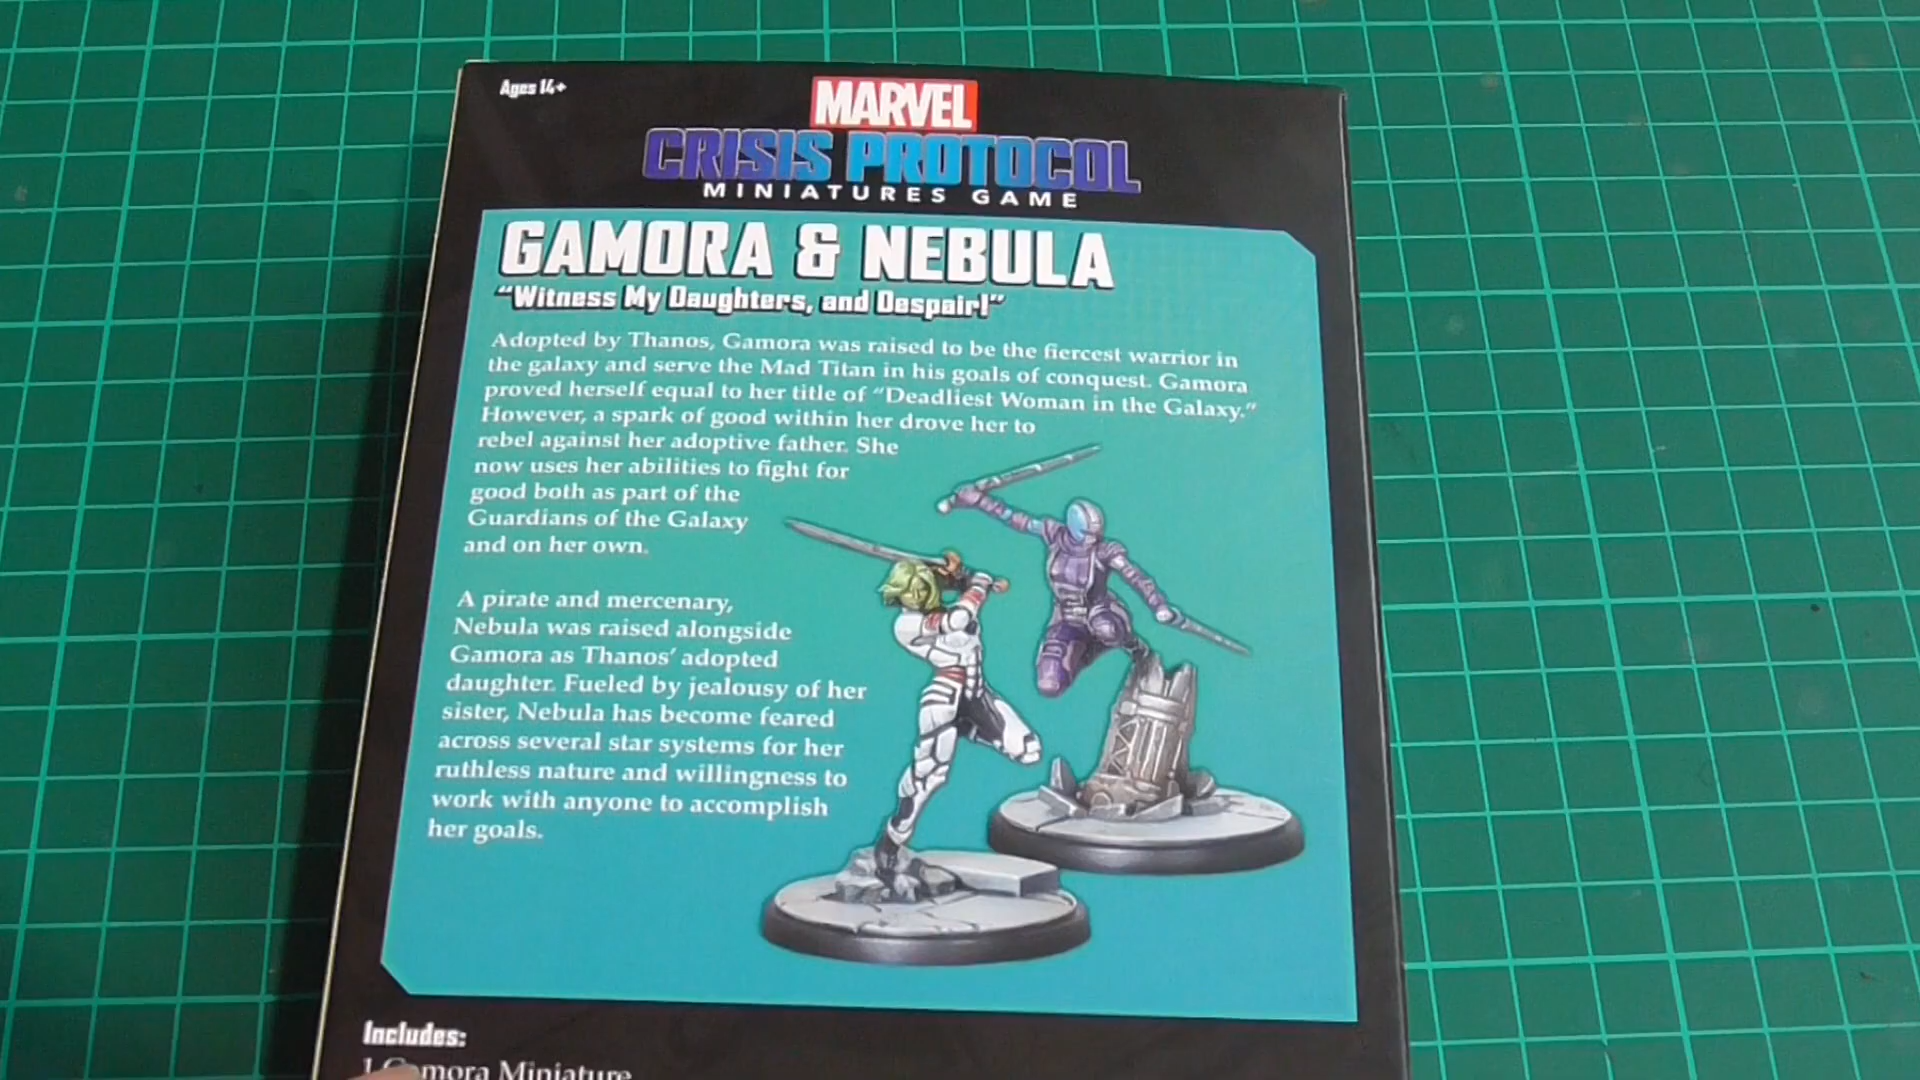 Ages 14+
MARVEL
CRISIS PROTOCOL
MINIATURES GAME
GAMORA & NEBULA
“Witness My Daughters, and Despair!”
Adopted by Thanos, Gamora was raised to be the fiercest warrior in
the galaxy and serve the Mad Titan in his goals of conquest. Gamora
proved herself equal to her title of “Deadliest Woman in the Galaxy.”
However, a spark of good within her drove her to
rebel against her adoptive father. She
now uses her abilities to fight for
good both as part of the
Guardians of the Galaxy
and on her own.
A pirate and mercenary,
Nebula was raised alongside
Gamora as Thanos’ adopted
daughter. Fueled by jealousy of her
sister, Nebula has become feared
across several star systems for her
ruthless nature and willingness to
work with anyone to accomplish
her goals.
Includes:
1 Gamora Miniature